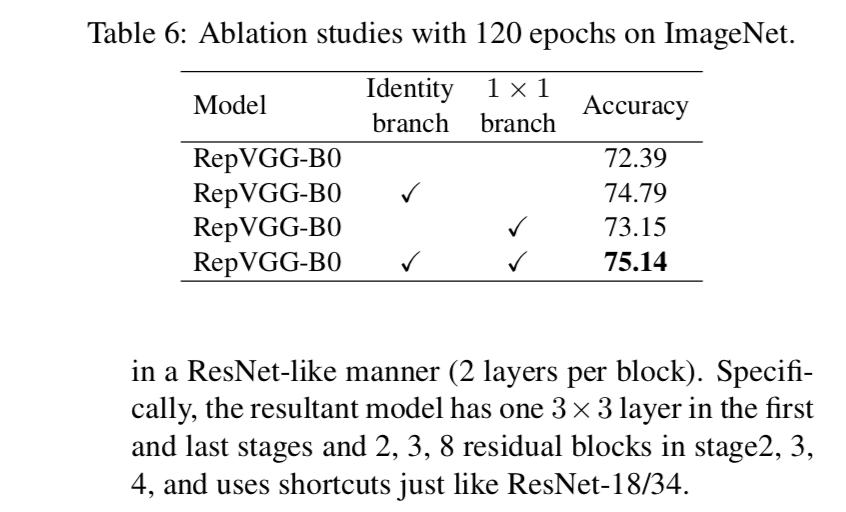 Table 6: Ablation studies with 120 epochs on ImageNet.
Model Identity branch 1 × 1 branch Accuracy
RepVGG-B0 72.39
RepVGG-B0 ✓ 74.79
RepVGG-B0 ✓ 73.15
RepVGG-B0 ✓ ✓ 75.14
in a ResNet-like manner (2 layers per block). Specifi-
cally, the resultant model has one 3 × 3 layer in the first
and last stages and 2, 3, 8 residual blocks in stage2, 3,
4, and uses shortcuts just like ResNet-18/34.